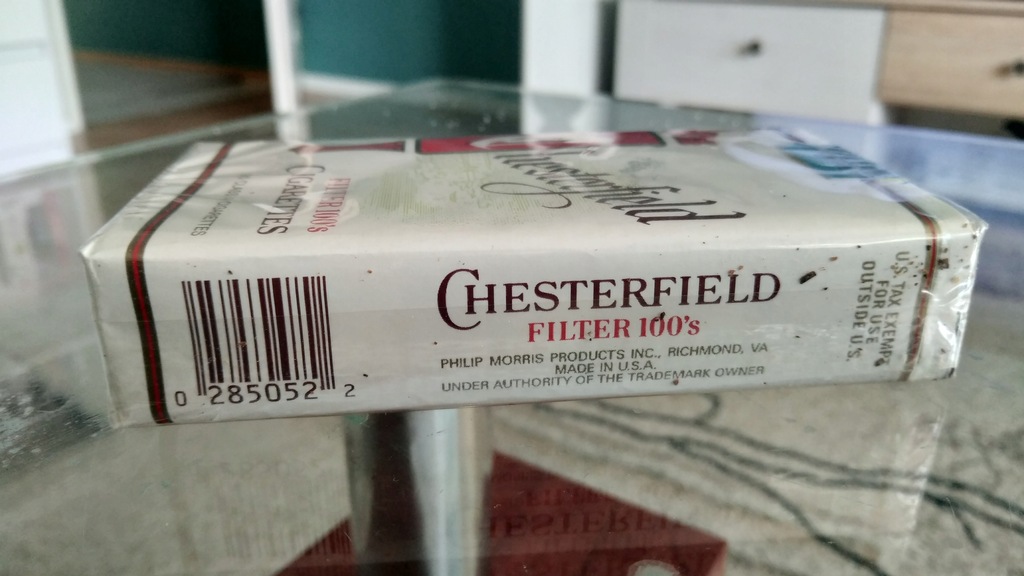 Chesterfield
FILTER 100's
CIGARETTES
CHESTERFIELD
FILTER 100's
PHILIP MORRIS PRODUCTS INC., RICHMOND, VA
MADE IN U.S.A.
UNDER AUTHORITY OF THE TRADEMARK OWNER
U.S. TAX EXEMPT
FOR USE
OUTSIDE U.S.
0 285052 2